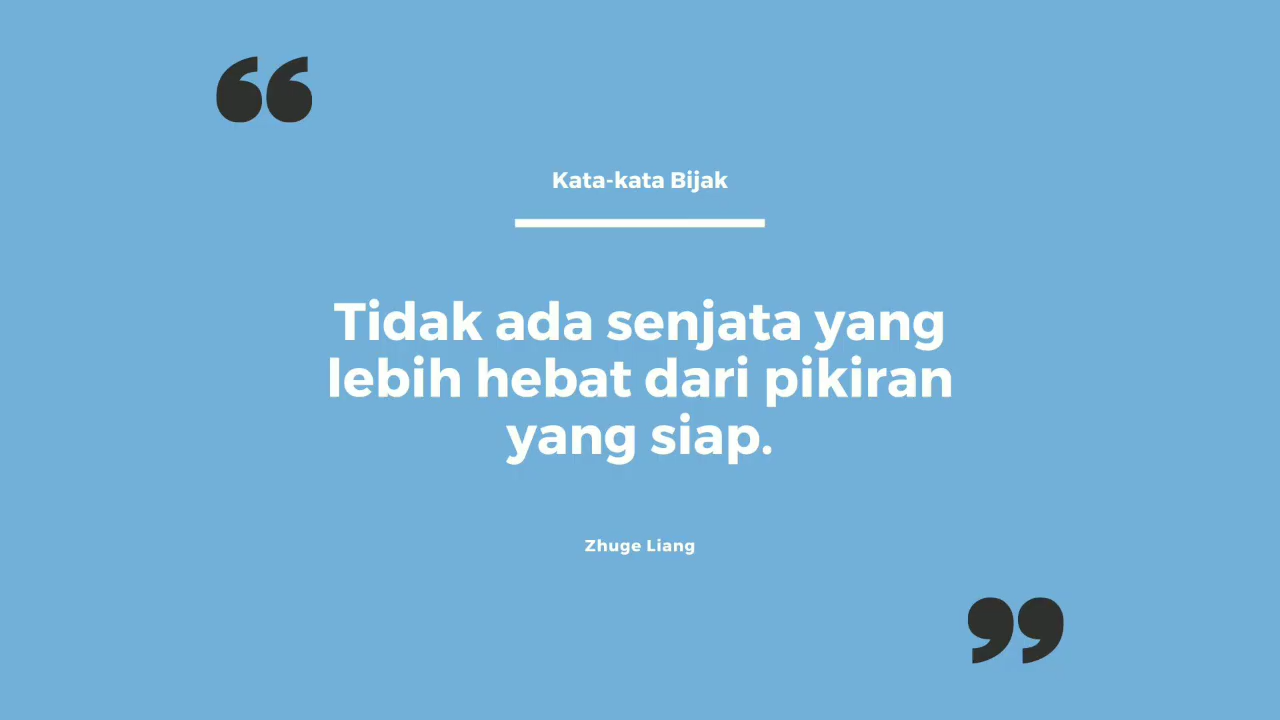 “
Kata-kata Bijak
Tidak ada senjata yang
lebih hebat dari pikiran
yang siap.
Zhuge Liang
”